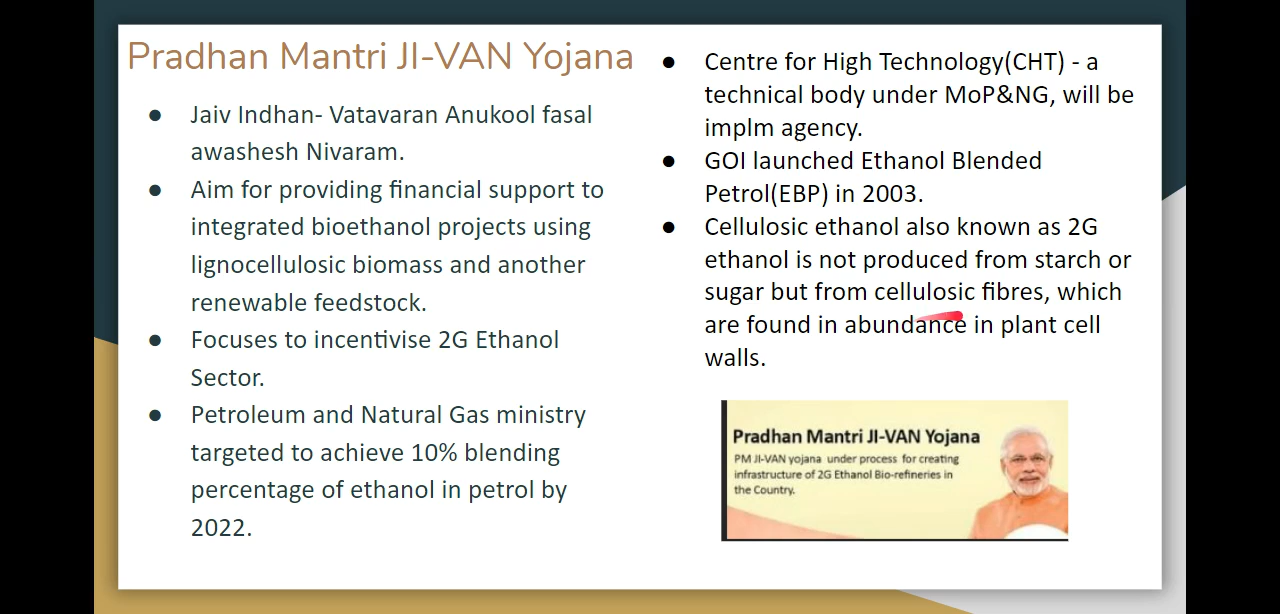 Pradhan Mantri JI-VAN Yojana
● Jaiv Indhan- Vatavaran Anukool fasal
awashesh Nivaram.
● Aim for providing financial support to
integrated bioethanol projects using
lignocellulosic biomass and another
renewable feedstock.
● Focuses to incentivise 2G Ethanol
Sector.
● Petroleum and Natural Gas ministry
targeted to achieve 10% blending
percentage of ethanol in petrol by
2022.
● Centre for High Technology(CHT) - a
technical body under MoP&NG, will be
implm agency.
● GOI launched Ethanol Blended
Petrol(EBP) in 2003.
● Cellulosic ethanol also known as 2G
ethanol is not produced from starch or
sugar but from cellulosic fibres, which
are found in abundance in plant cell
walls.
Pradhan Mantri JI-VAN Yojana
PM JI-VAN yojana under process for creating
infrastructure of 2G Ethanol Bio-refineries in
the Country.